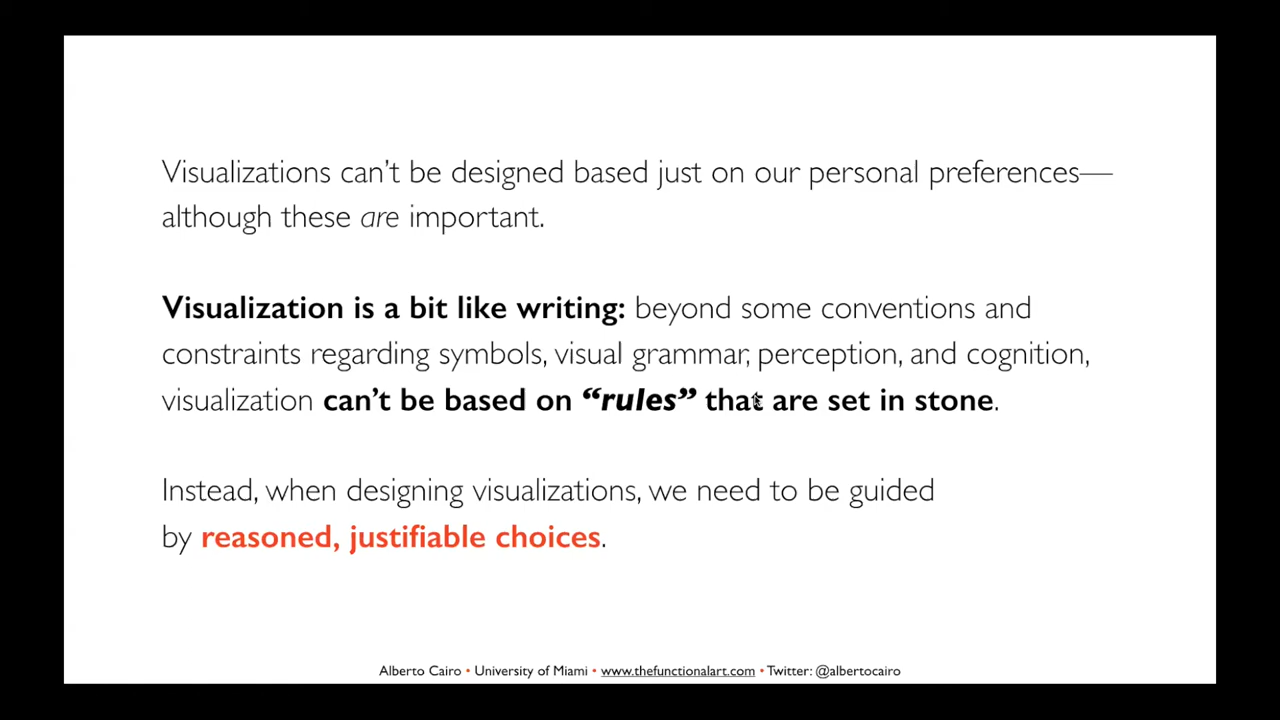 Visualizations can’t be designed based just on our personal preferences—
although these are important.
Visualization is a bit like writing: beyond some conventions and
constraints regarding symbols, visual grammar, perception, and cognition,
visualization can’t be based on “rules” that are set in stone.
Instead, when designing visualizations, we need to be guided
by reasoned, justifiable choices.
Alberto Cairo • University of Miami • www.thefunctionalart.com • Twitter: @albertocairo